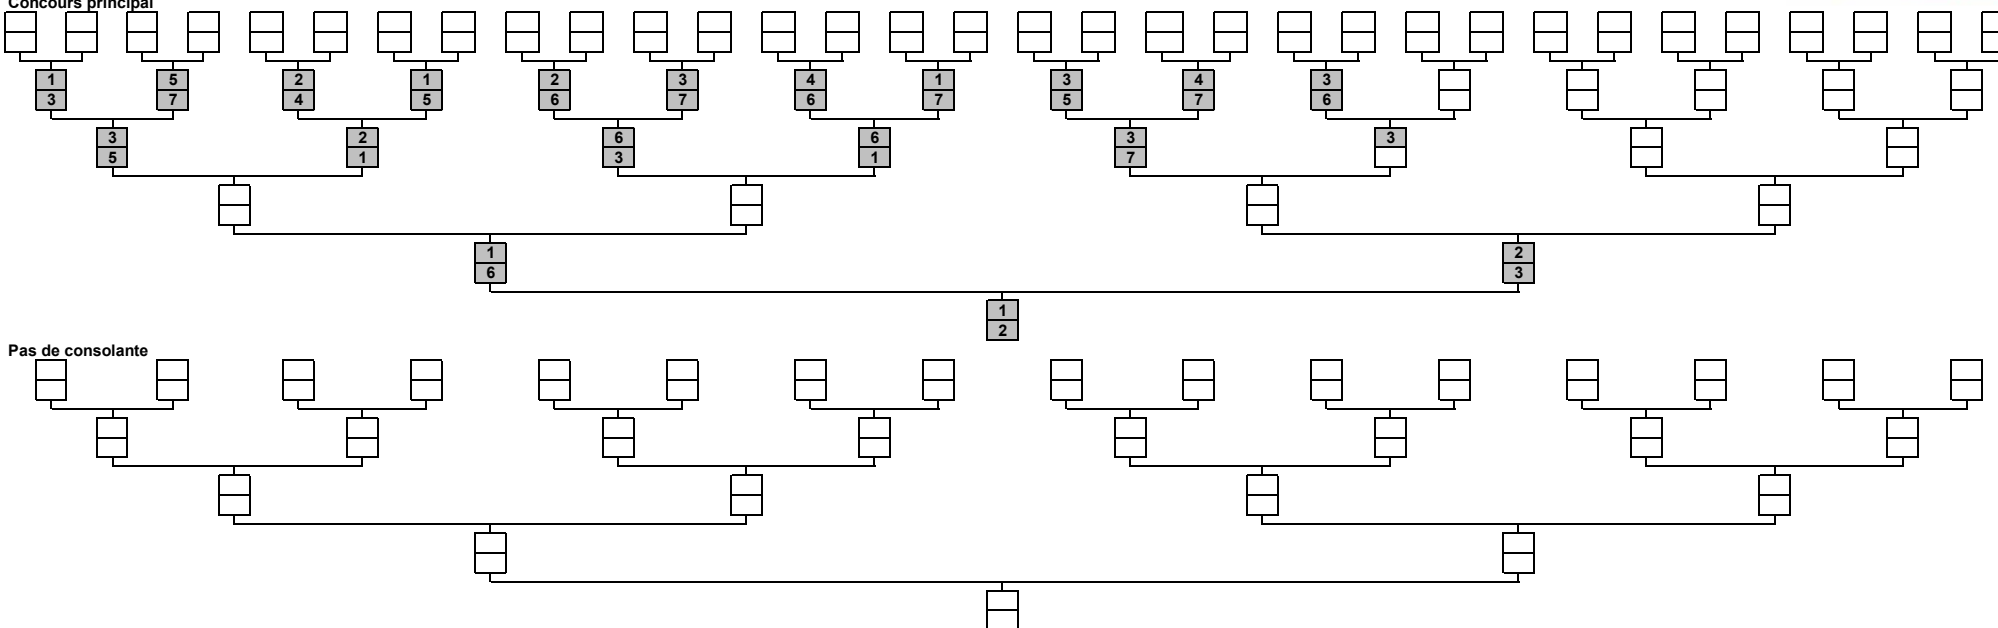 Concours principal
1 5 2 1 2 3 4 1 3 4 3
3 7 4 5 6 7 6 7 5 7 6
3 2 6 6 3 3
5 1 3 1 7
1 2
6 3
1
2
Pas de consolante